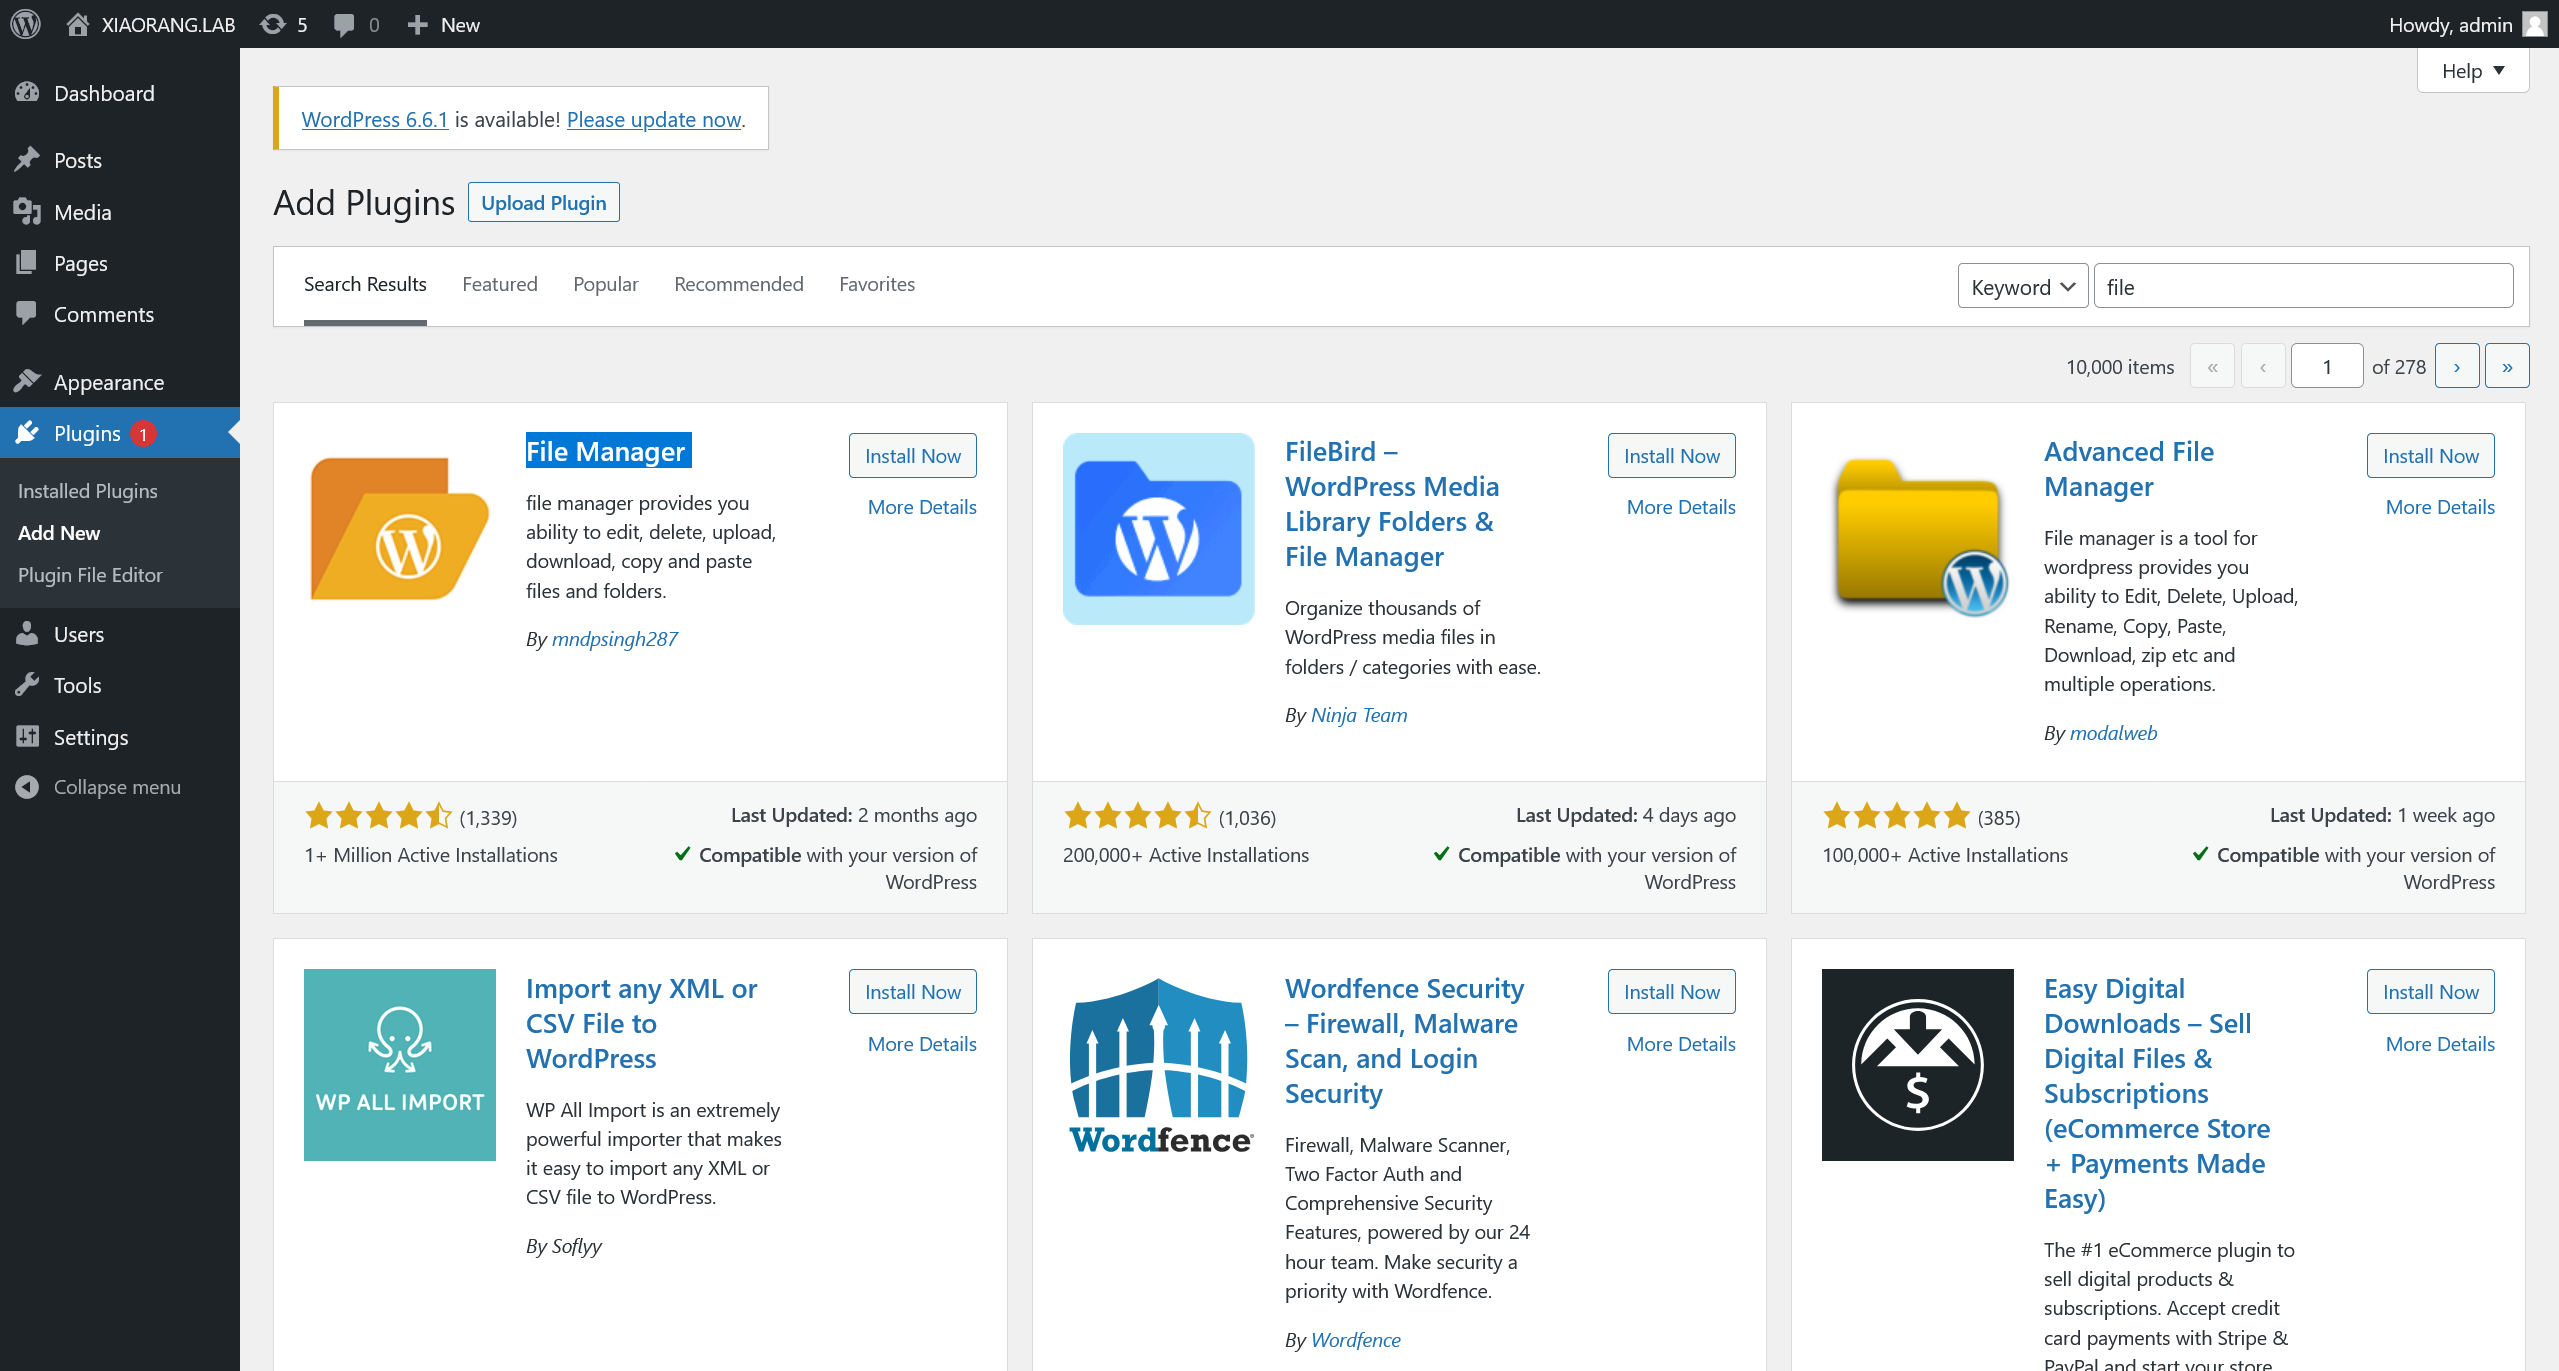 XIAORANG.LAB
5
0
New
Howdy, admin
Help
Dashboard
Posts
Media
Pages
Comments
Appearance
Plugins 1
Installed Plugins
Add New
Plugin File Editor
Users
Tools
Settings
Collapse menu
WordPress 6.6.1 is available! Please update now.
Add Plugins
Upload Plugin
Search Results
Featured
Popular
Recommended
Favorites
Keyword
file
10,000 items
«
‹
1
of 278
›
»
File Manager
Install Now
More Details
file manager provides you
ability to edit, delete, upload,
download, copy and paste
files and folders.
By mndpsingh287
(1,339)
Last Updated: 2 months ago
1+ Million Active Installations
Compatible with your version of
WordPress
FileBird –
WordPress Media
Library Folders &
File Manager
Install Now
More Details
Organize thousands of
WordPress media files in
folders / categories with ease.
By Ninja Team
(1,036)
Last Updated: 4 days ago
200,000+ Active Installations
Compatible with your version of
WordPress
Advanced File
Manager
Install Now
More Details
File manager is a tool for
wordpress provides you
ability to Edit, Delete, Upload,
Rename, Copy, Paste,
Download, zip etc and
multiple operations.
By modalweb
(385)
Last Updated: 1 week ago
100,000+ Active Installations
Compatible with your version of
WordPress
WP ALL IMPORT
Import any XML or
CSV File to
WordPress
Install Now
More Details
WP All Import is an extremely
powerful importer that makes
it easy to import any XML or
CSV file to WordPress.
By Soflyy
Wordfence
Wordfence Security
– Firewall, Malware
Scan, and Login
Security
Install Now
More Details
Firewall, Malware Scanner,
Two Factor Auth and
Comprehensive Security
Features, powered by our 24
hour team. Make security a
priority with Wordfence.
By Wordfence
$
Easy Digital
Downloads – Sell
Digital Files &
Subscriptions
(eCommerce Store
+ Payments Made
Easy)
Install Now
More Details
The #1 eCommerce plugin to
sell digital products &
subscriptions. Accept credit
card payments with Stripe &
PayPal and start your store